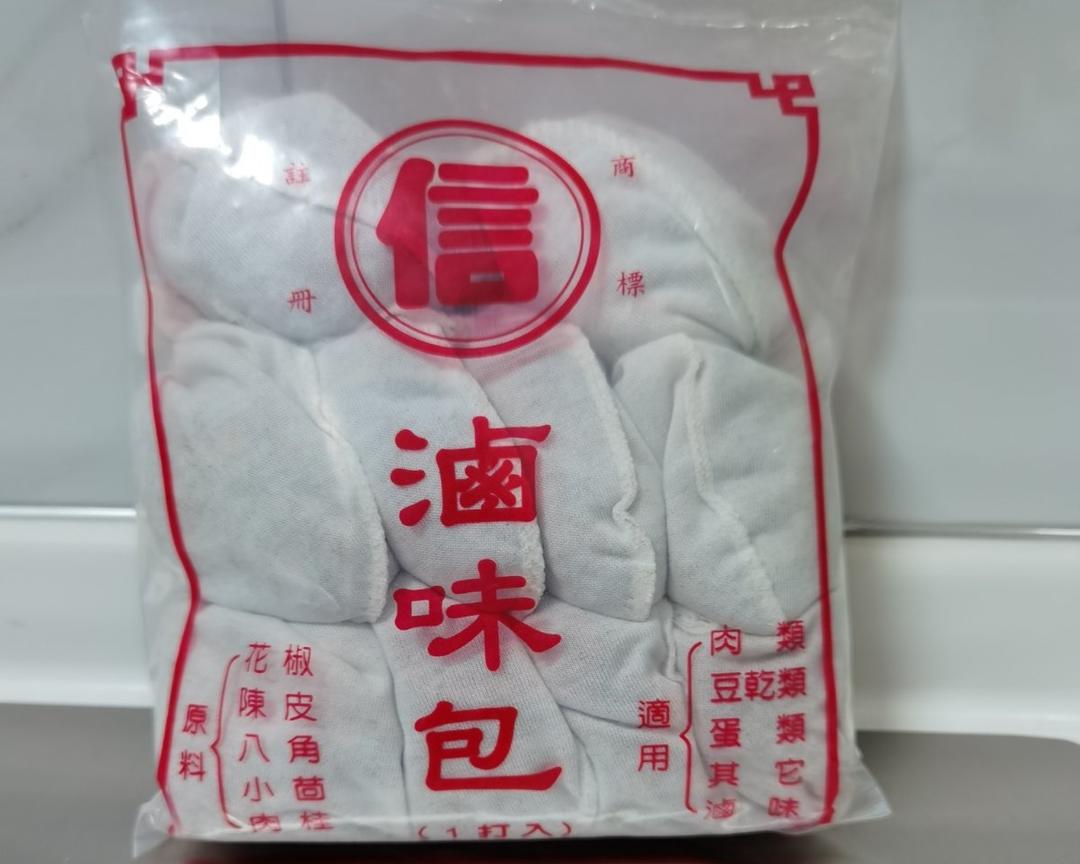 註冊
信
商標
滷味包
原料
花椒
陳皮
八角
小茴
肉桂
適用
肉類
豆乾類
蛋類
其它
滷味
(1打入)